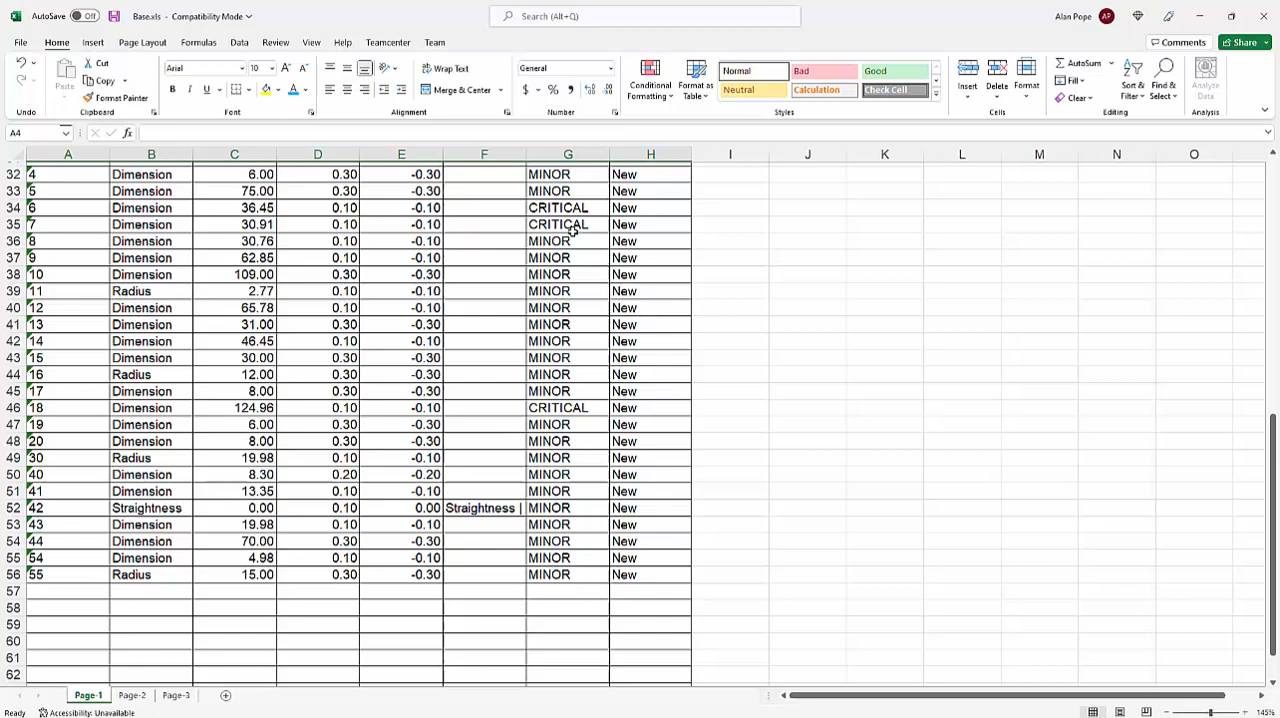 AutoSave Off Base.xls - Compatibility Mode Search (Alt+Q) Alan Pope AP
File Home Insert Page Layout Formulas Data Review View Help Teamcenter Team Comments Share
Cut Arial 10 Wrap Text General Normal Bad Good AutoSum
Copy Neutral Calculation Check Cell Fill
Paste Format Painter B I U Merge & Center $ % Conditional Formatting Format as Table Insert Delete Format Clear Sort & Filter Find & Select Analyze Data
Undo Clipboard Font Alignment Number Styles Cells Editing Analysis
A4 fx
A B C D E F G H I J K L M N O
32 4 Dimension 6.00 0.30 -0.30 MINOR New
33 5 Dimension 75.00 0.30 -0.30 MINOR New
34 6 Dimension 36.45 0.10 -0.10 CRITICAL New
35 7 Dimension 30.91 0.10 -0.10 CRITICAL New
36 8 Dimension 30.76 0.10 -0.10 MINOR New
37 9 Dimension 62.85 0.10 -0.10 MINOR New
38 10 Dimension 109.00 0.30 -0.30 MINOR New
39 11 Radius 2.77 0.10 -0.10 MINOR New
40 12 Dimension 65.78 0.10 -0.10 MINOR New
41 13 Dimension 31.00 0.30 -0.30 MINOR New
42 14 Dimension 46.45 0.10 -0.10 MINOR New
43 15 Dimension 30.00 0.30 -0.30 MINOR New
44 16 Radius 12.00 0.30 -0.30 MINOR New
45 17 Dimension 8.00 0.30 -0.30 MINOR New
46 18 Dimension 124.96 0.10 -0.10 CRITICAL New
47 19 Dimension 6.00 0.30 -0.30 MINOR New
48 20 Dimension 8.00 0.30 -0.30 MINOR New
49 30 Radius 19.98 0.10 -0.10 MINOR New
50 40 Dimension 8.30 0.20 -0.20 MINOR New
51 41 Dimension 13.35 0.10 -0.10 MINOR New
52 42 Straightness 0.00 0.10 0.00 Straightness | MINOR New
53 43 Dimension 19.98 0.10 -0.10 MINOR New
54 44 Dimension 70.00 0.30 -0.30 MINOR New
55 54 Dimension 4.98 0.10 -0.10 MINOR New
56 55 Radius 15.00 0.30 -0.30 MINOR New
57
58
59
60
61
62
Page-1 Page-2 Page-3
Ready Accessibility: Unavailable 145%